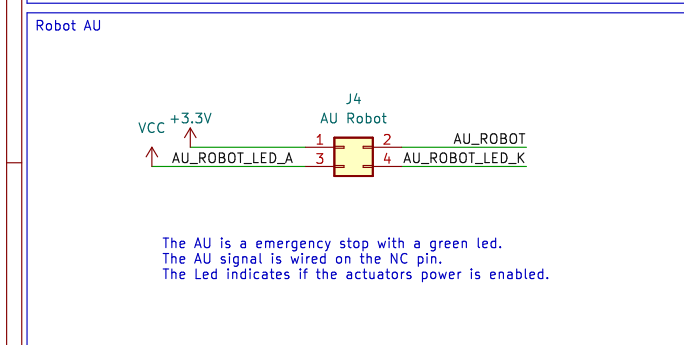 Robot AU
J4
AU Robot
+3.3V
VCC
1 2 AU_ROBOT
AU_ROBOT_LED_A 3 4 AU_ROBOT_LED_K
The AU is a emergency stop with a green led.
The AU signal is wired on the NC pin.
The Led indicates if the actuators power is enabled.